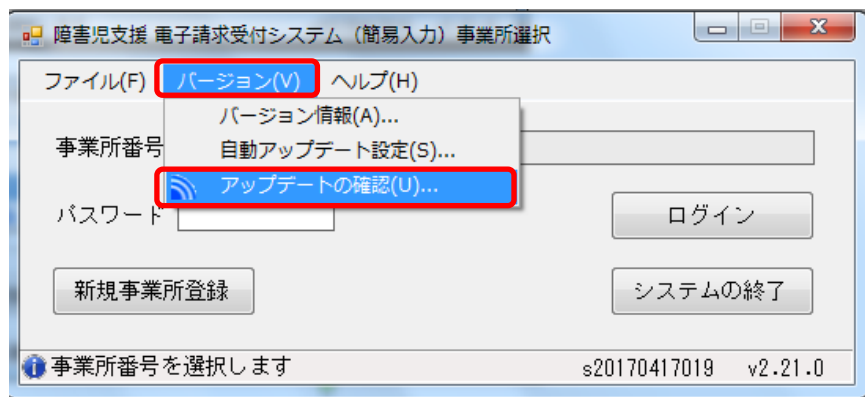 障害児支援 電子請求受付システム（簡易入力）事業所選択
ファイル(F) バージョン(V) ヘルプ(H)
バージョン情報(A)...
事業所番号
自動アップデート設定(S)...
アップデートの確認(U)...
パスワード
ログイン
新規事業所登録
システムの終了
事業所番号を選択します s20170417019 v2.21.0